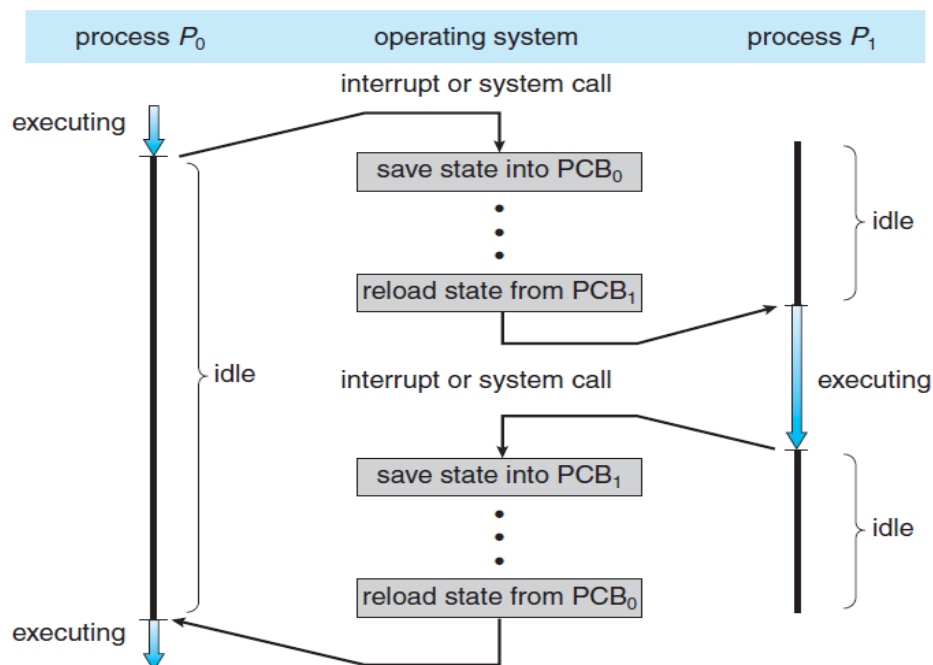 process P₀ operating system process P₁
interrupt or system call
executing
save state into PCB₀
idle
reload state from PCB₁
idle
interrupt or system call
executing
save state into PCB₁
idle
reload state from PCB₀
executing